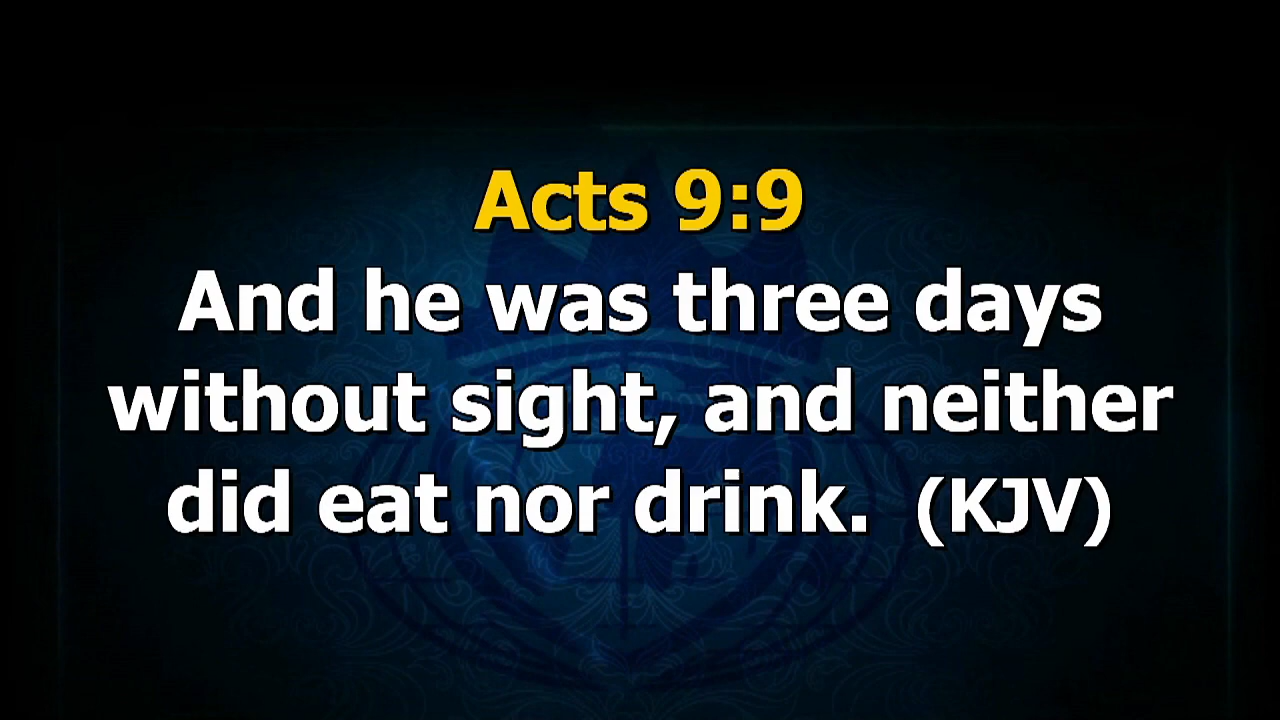 Acts 9:9
And he was three days
without sight, and neither
did eat nor drink.  (KJV)